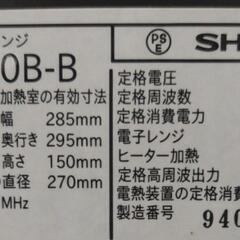 ンジ
0B-B
加熱室の有効寸法
幅 285mm
奥行き 295mm
高さ 150mm
の直径 270mm
MHz
PS
E
SH
定格電圧
定格周波数
定格消費電力
電子レンジ
ヒーター加熱
定格高周波出力
電熱装置の定格消費
製造番号 940